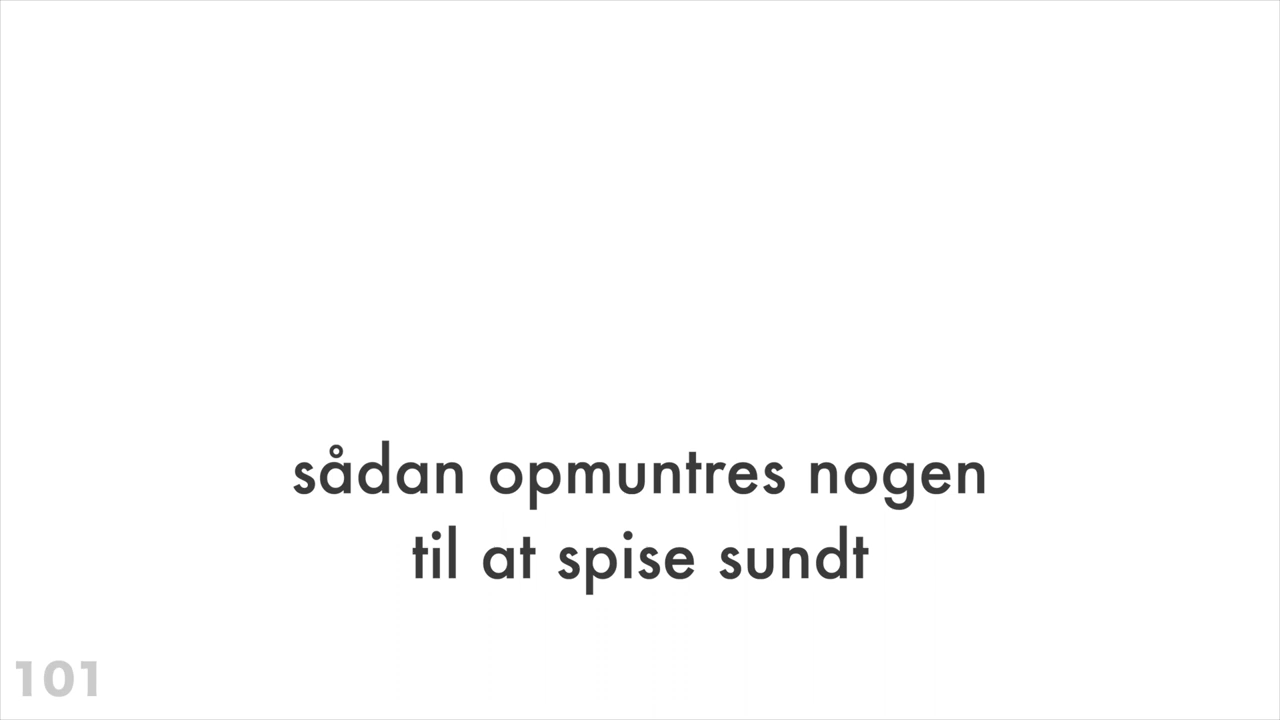 sådan opmuntres nogen
til at spise sundt
101